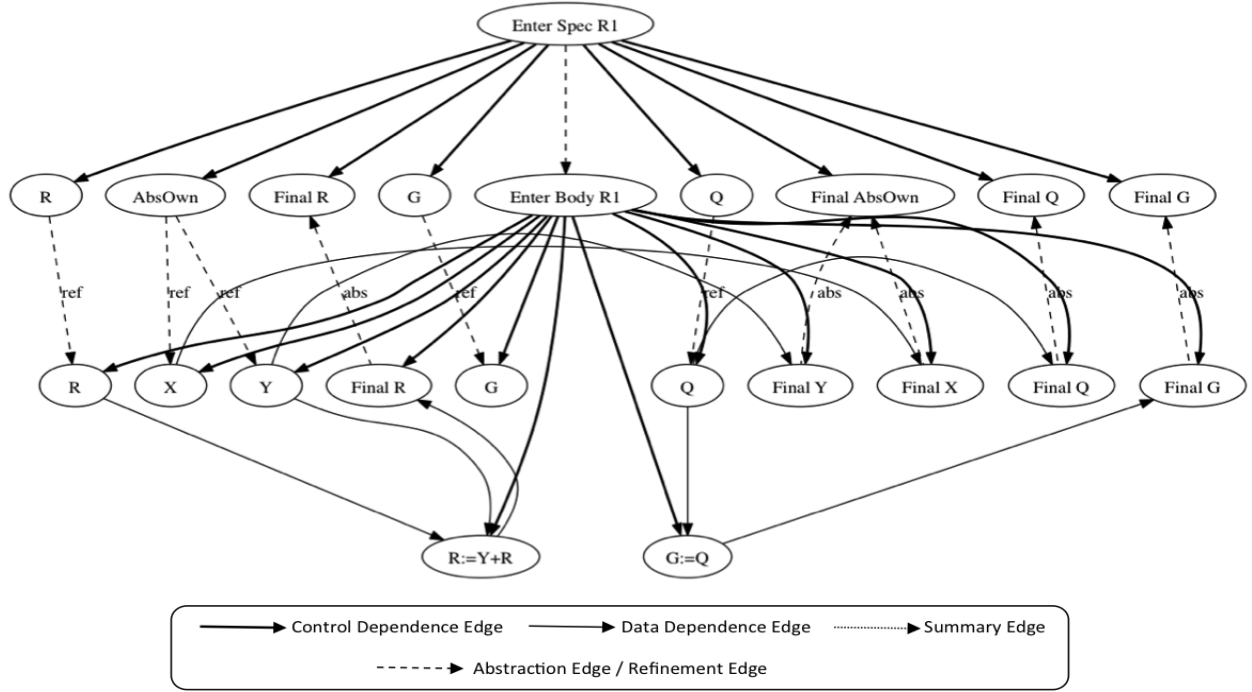 Enter Spec R1
R AbsOwn Final R G Enter Body R1 Q Final AbsOwn Final Q Final G
ref ref ref abs ref ref abs abs abs abs
R X Y Final R G Q Final Y Final X Final Q Final G
R:=Y+R G:=Q
Control Dependence Edge Data Dependence Edge Summary Edge
Abstraction Edge / Refinement Edge